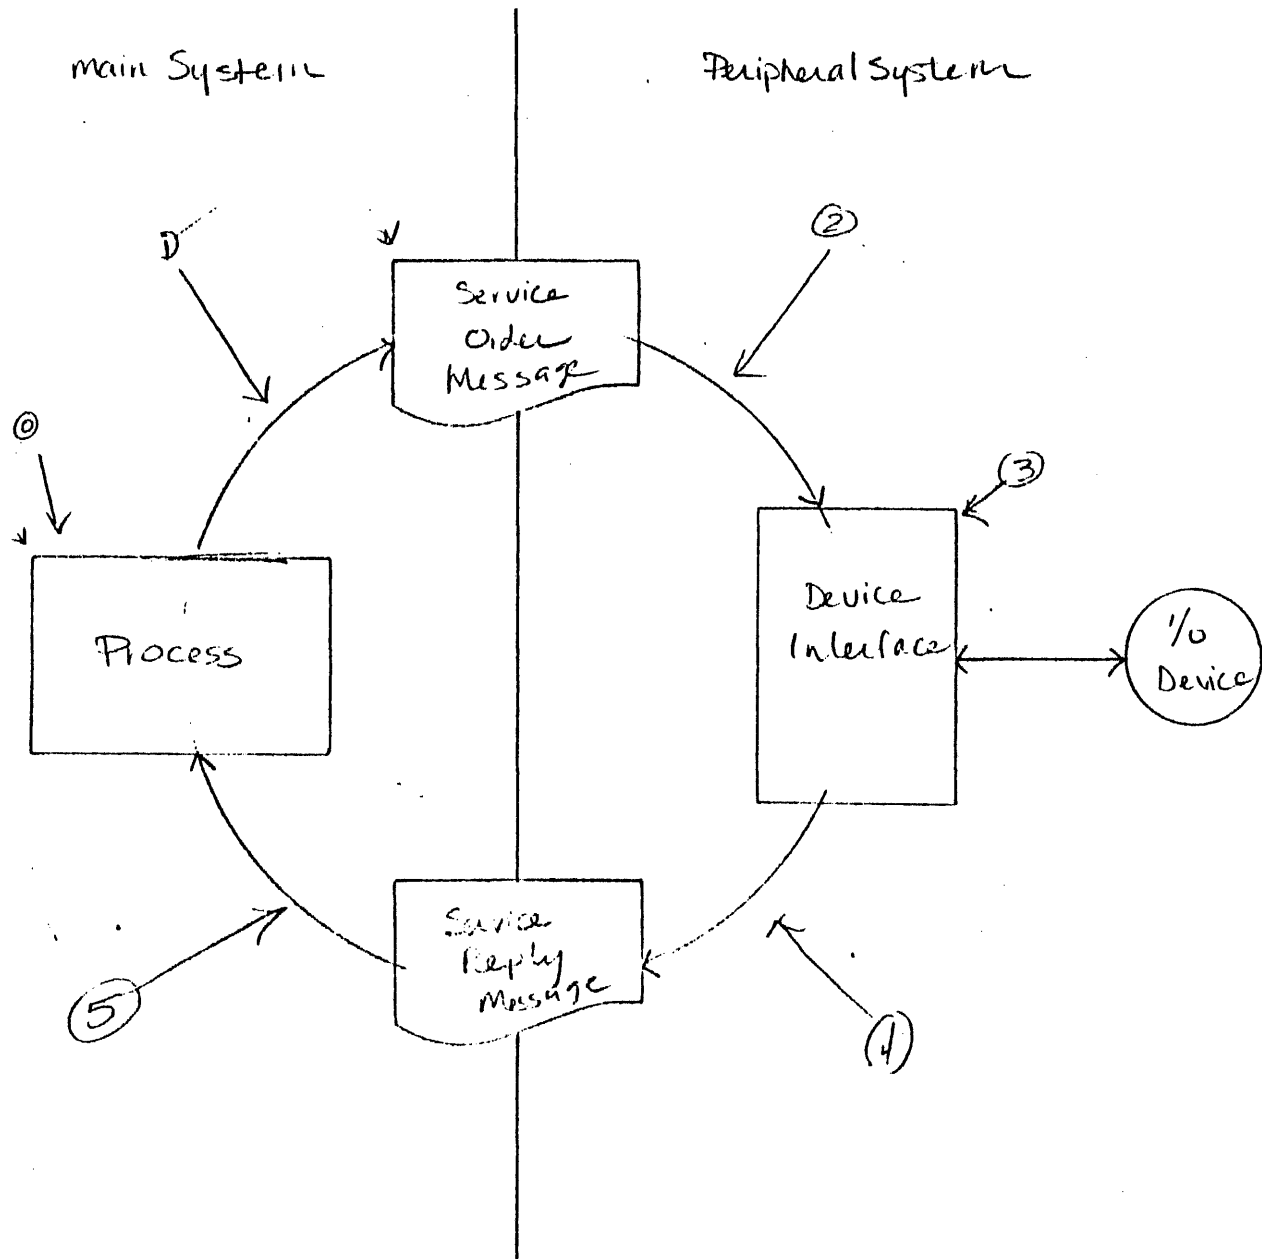 main System
Peripheral System
②
Service
Order
Message
⓪
③
Process
Device
Interface
I/O
Device
Service
Reply
Message
⑤
④